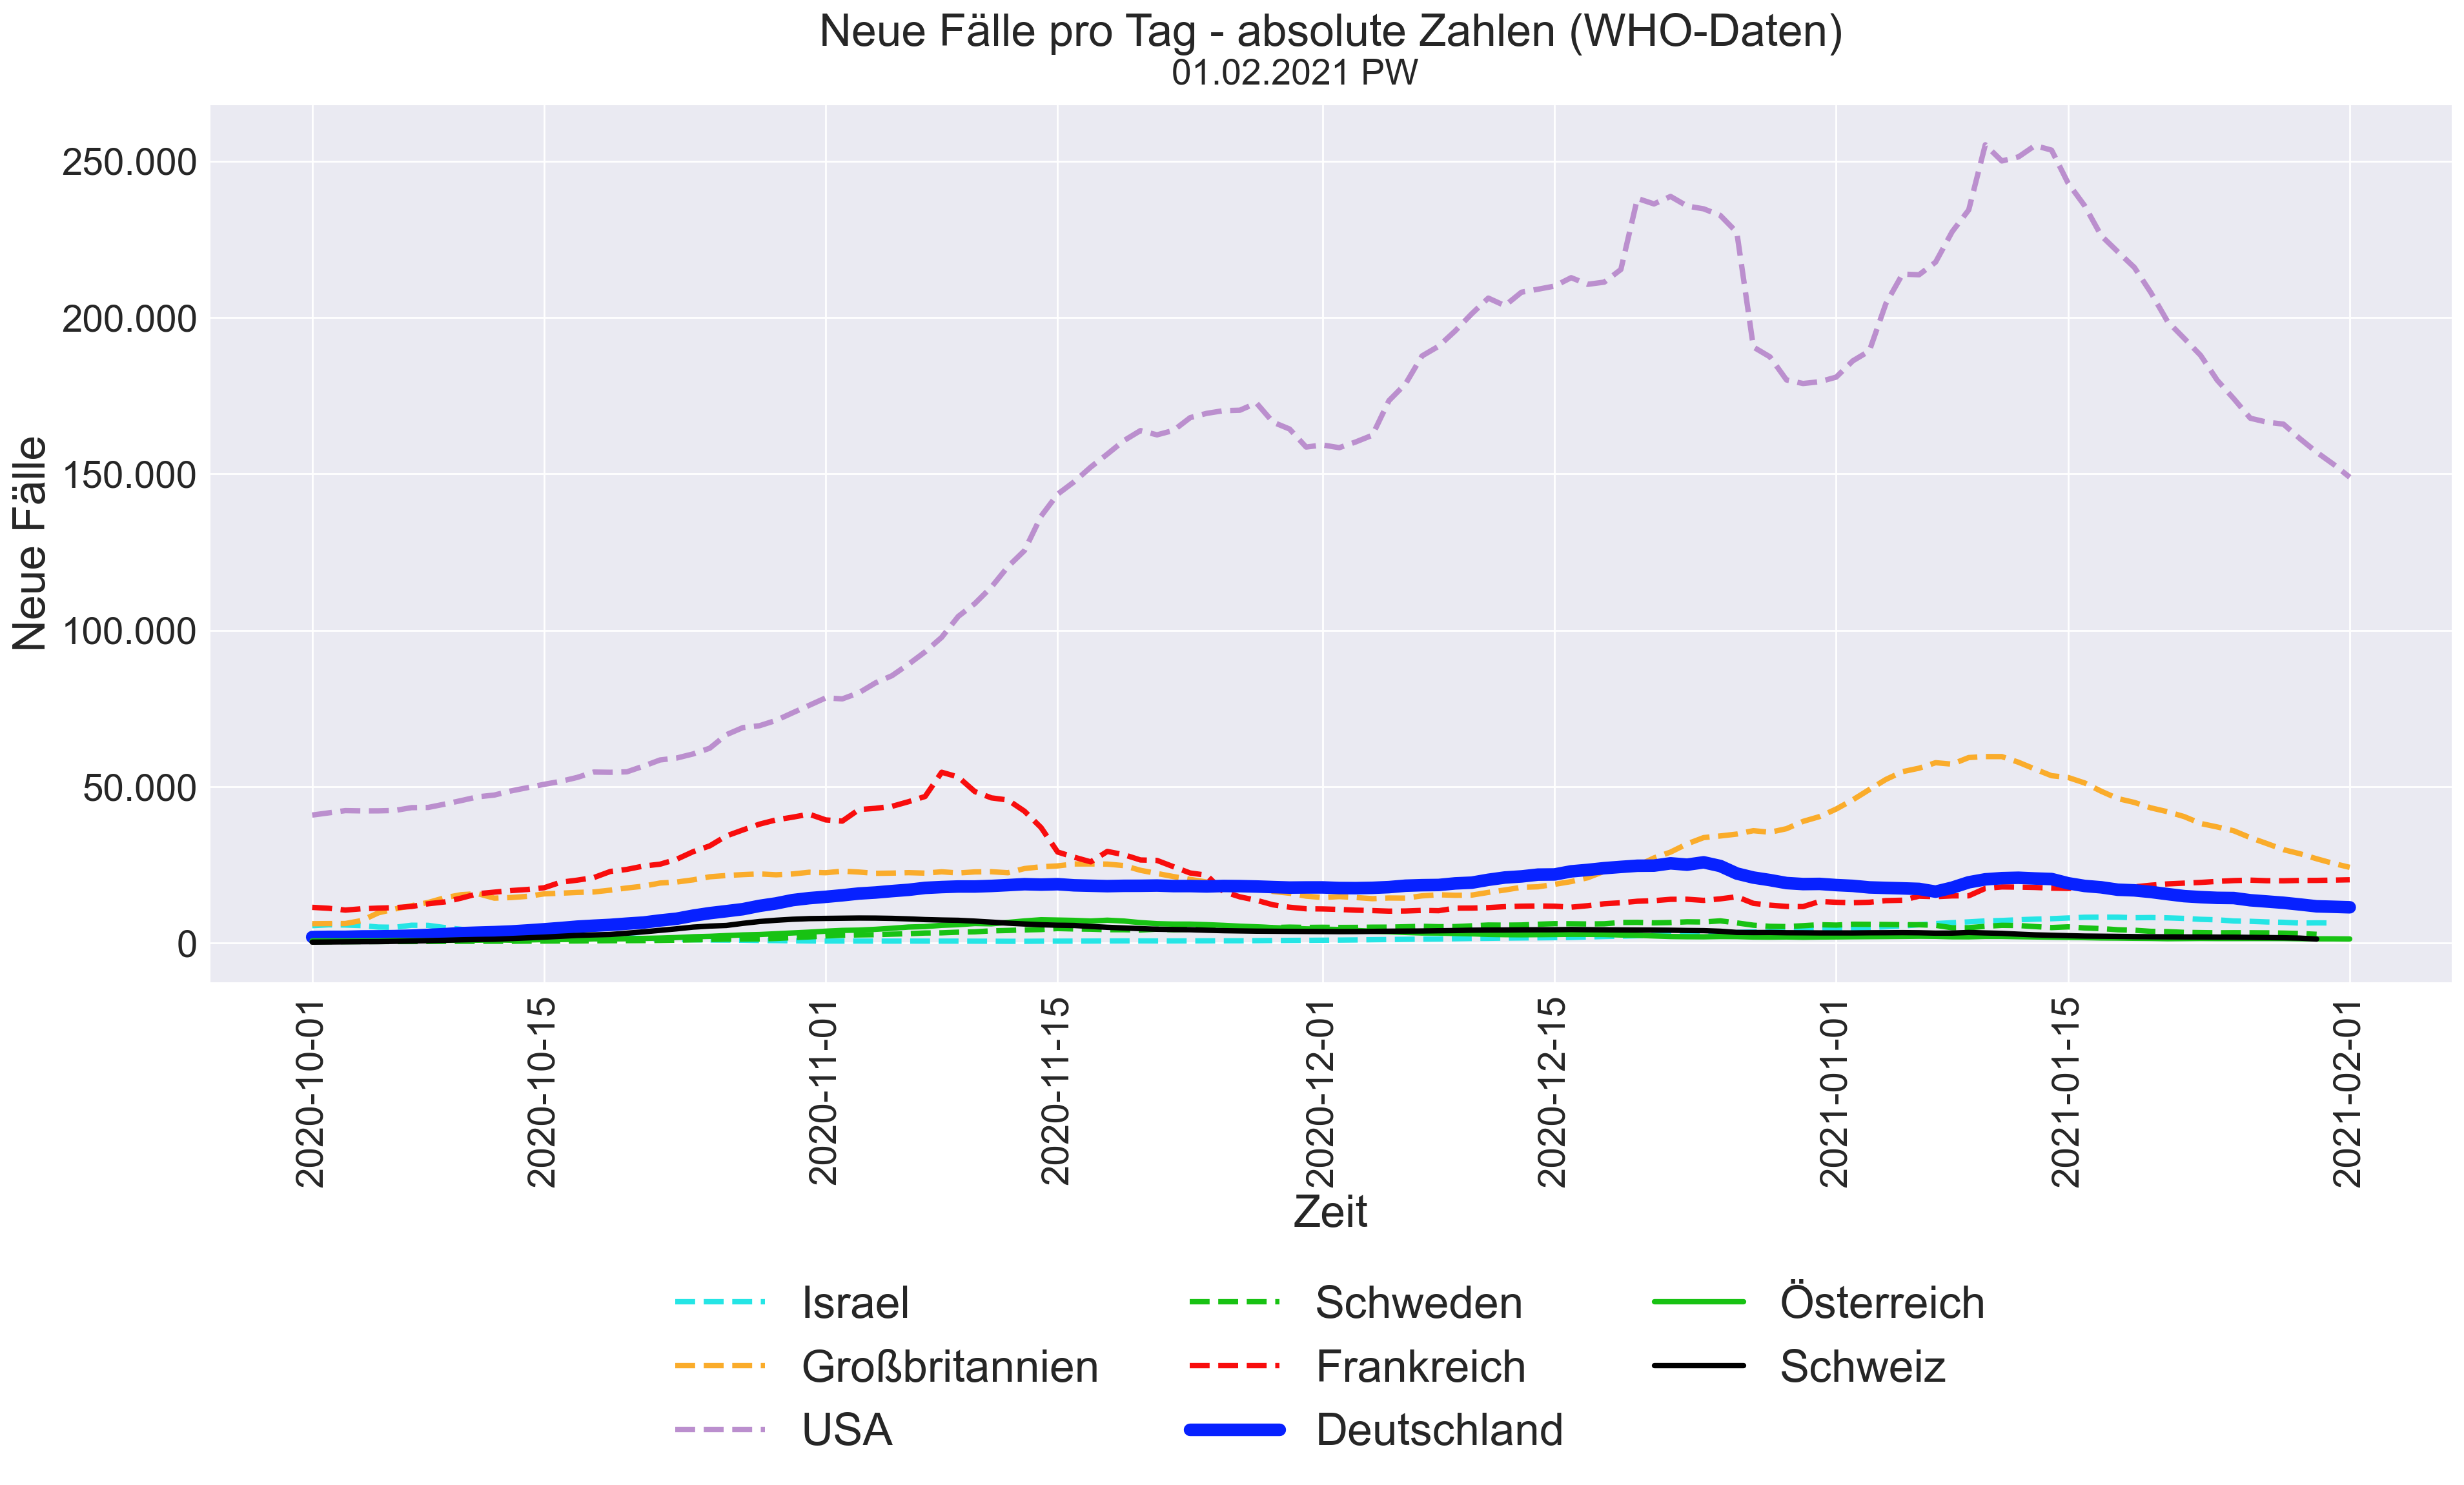 Neue Fälle pro Tag - absolute Zahlen (WHO-Daten)
01.02.2021 PW
Neue Fälle
250.000
200.000
150.000
100.000
50.000
0
2020-10-01
2020-10-15
2020-11-01
2020-11-15
2020-12-01
2020-12-15
2021-01-01
2021-01-15
2021-02-01
Zeit
Israel
Großbritannien
USA
Schweden
Frankreich
Deutschland
Österreich
Schweiz